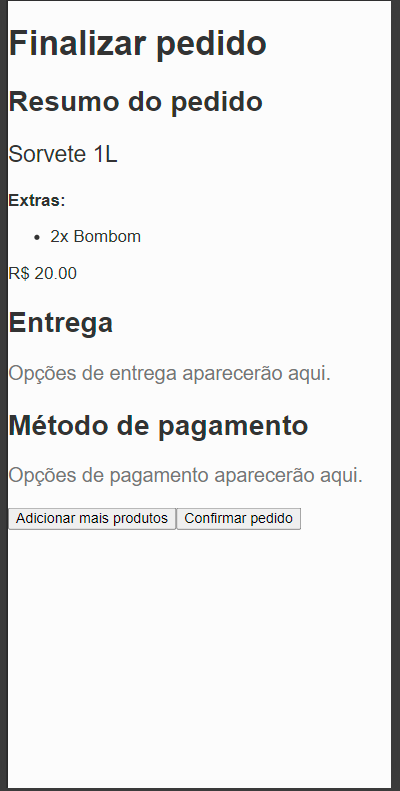 Finalizar pedido
Resumo do pedido
Sorvete 1L
Extras:
• 2x Bombom
R$ 20.00
Entrega
Opções de entrega aparecerão aqui.
Método de pagamento
Opções de pagamento aparecerão aqui.
Adicionar mais produtos Confirmar pedido